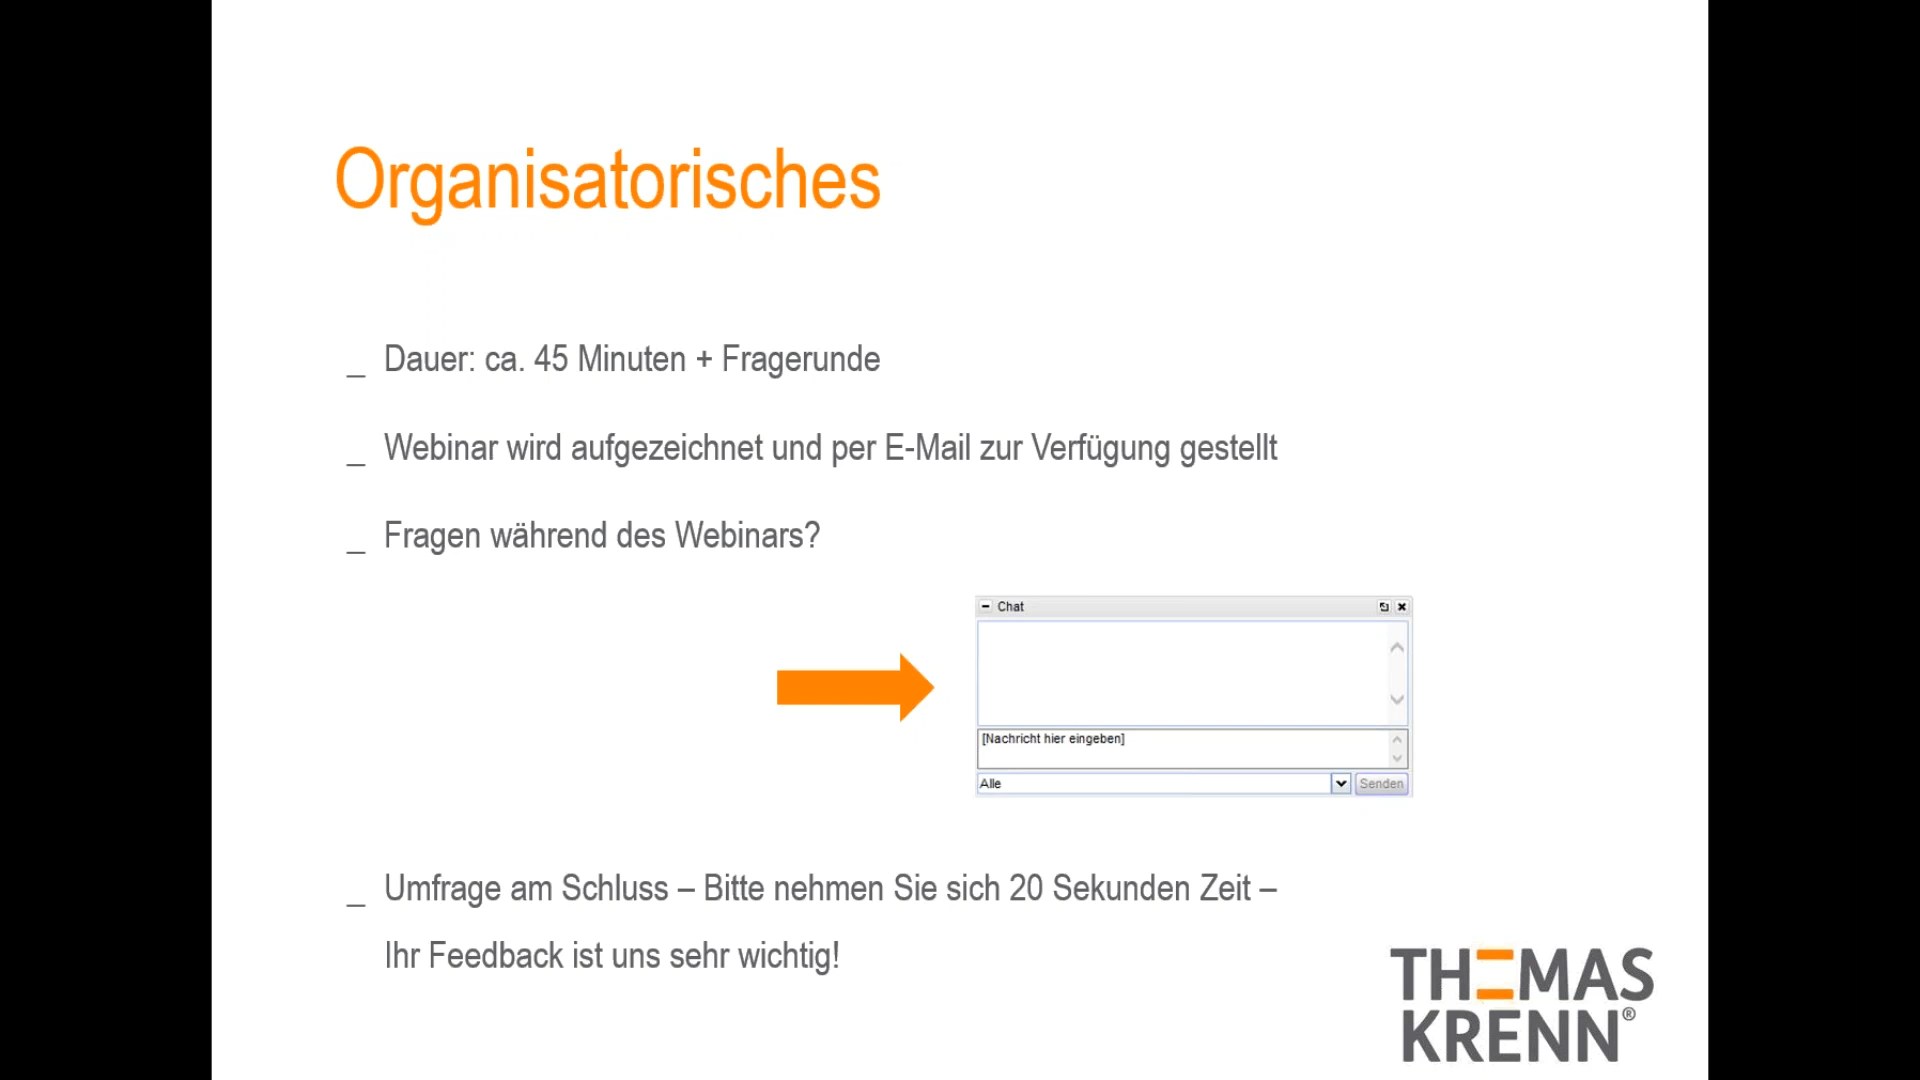 Organisatorisches
_ Dauer: ca. 45 Minuten + Fragerunde
_ Webinar wird aufgezeichnet und per E-Mail zur Verfügung gestellt
_ Fragen während des Webinars?
Chat
[Nachricht hier eingeben]
Alle
Senden
_ Umfrage am Schluss – Bitte nehmen Sie sich 20 Sekunden Zeit –
Ihr Feedback ist uns sehr wichtig!
THOMAS
KRENN®